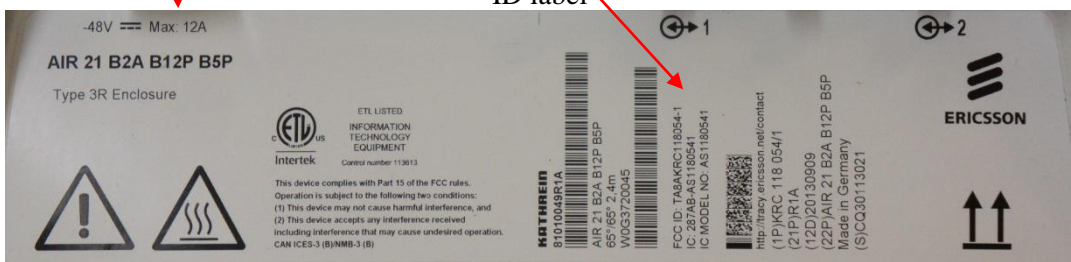 ID label
-48V ⎓ Max: 12A
AIR 21 B2A B12P B5P
Type 3R Enclosure
ETL LISTED
INFORMATION
TECHNOLOGY
EQUIPMENT
Control number 113613
c ETL us
Intertek
This device complies with Part 15 of the FCC rules.
Operation is subject to the following two conditions:
(1) This device may not cause harmful interference, and
(2) This device accepts any interference received
including interference that may cause undesired operation.
CAN ICES-3 (B)/NMB-3 (B)
KATHREIN
81010049R1A
AIR 21 B2A B12P B5P
65°/65° 2,4m
W0G3720045
1
FCC ID: TA8AKRC118054-1
IC: 287AB-AS1180541
IC MODEL NO: AS1180541
http://tracy.ericsson.net/contact
(1P)KRC 118 054/1
(21P)R1A
(12D)20130909
(22P)AIR 21 B2A B12P B5P
Made in Germany
(S)CQ30113021
2
ERICSSON